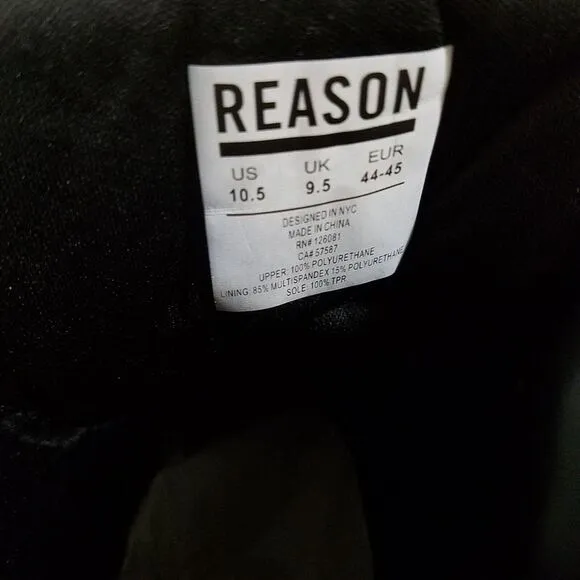 REASON
US UK EUR
10.5 9.5 44-45
DESIGNED IN NYC
MADE IN CHINA
RN# 126081
CA# 57587
UPPER: 100% POLYURETHANE
LINING: 85% MULTISPANDEX 15% POLYURETHANE
SOLE: 100% TPR